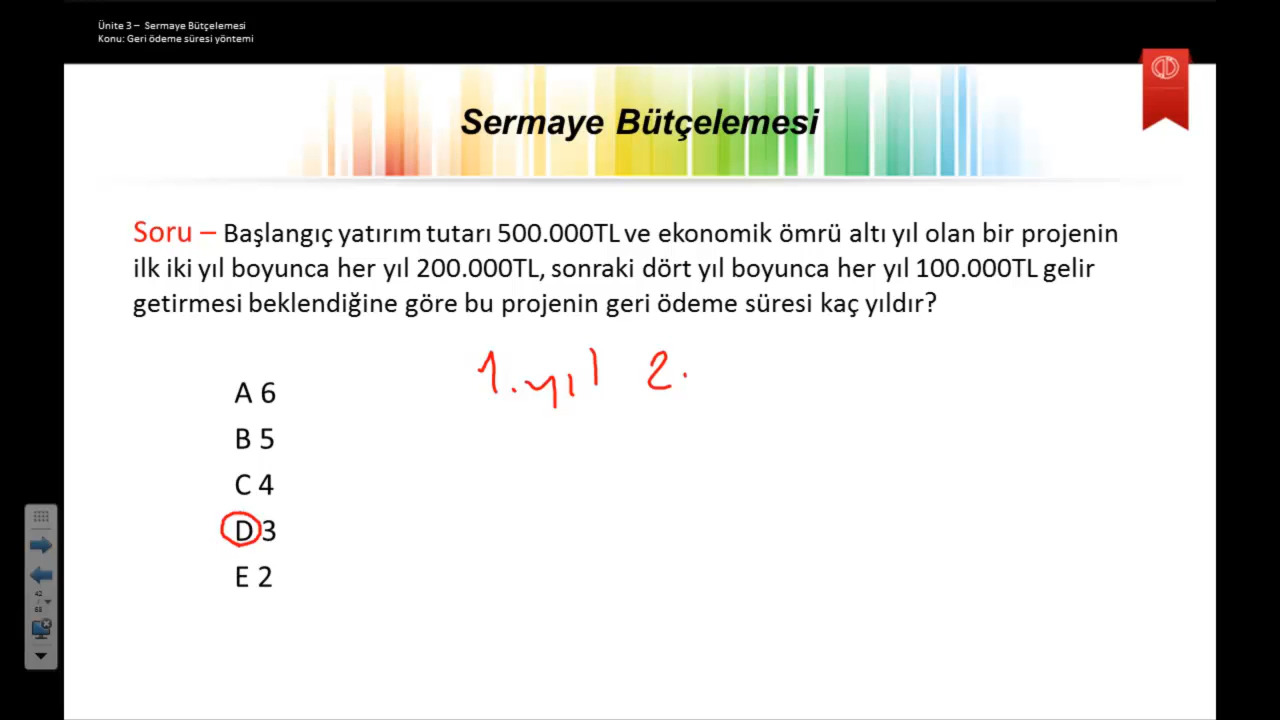 Ünite 3 – Sermaye Bütçelemesi
Konu: Geri ödeme süresi yöntemi
Sermaye Bütçelemesi
Soru – Başlangıç yatırım tutarı 500.000TL ve ekonomik ömrü altı yıl olan bir projenin
ilk iki yıl boyunca her yıl 200.000TL, sonraki dört yıl boyunca her yıl 100.000TL gelir
getirmesi beklendiğine göre bu projenin geri ödeme süresi kaç yıldır?
1. yıl 2.
A 6
B 5
C 4
D 3
E 2
42
/
68